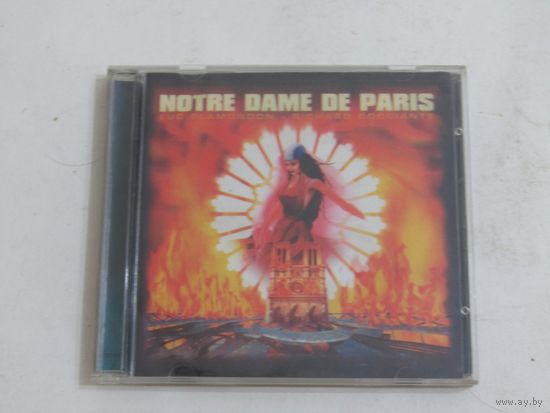 NOTRE DAME DE PARIS
LUC PLAMONDON - RICHARD COCCIANTE
www.ay.by